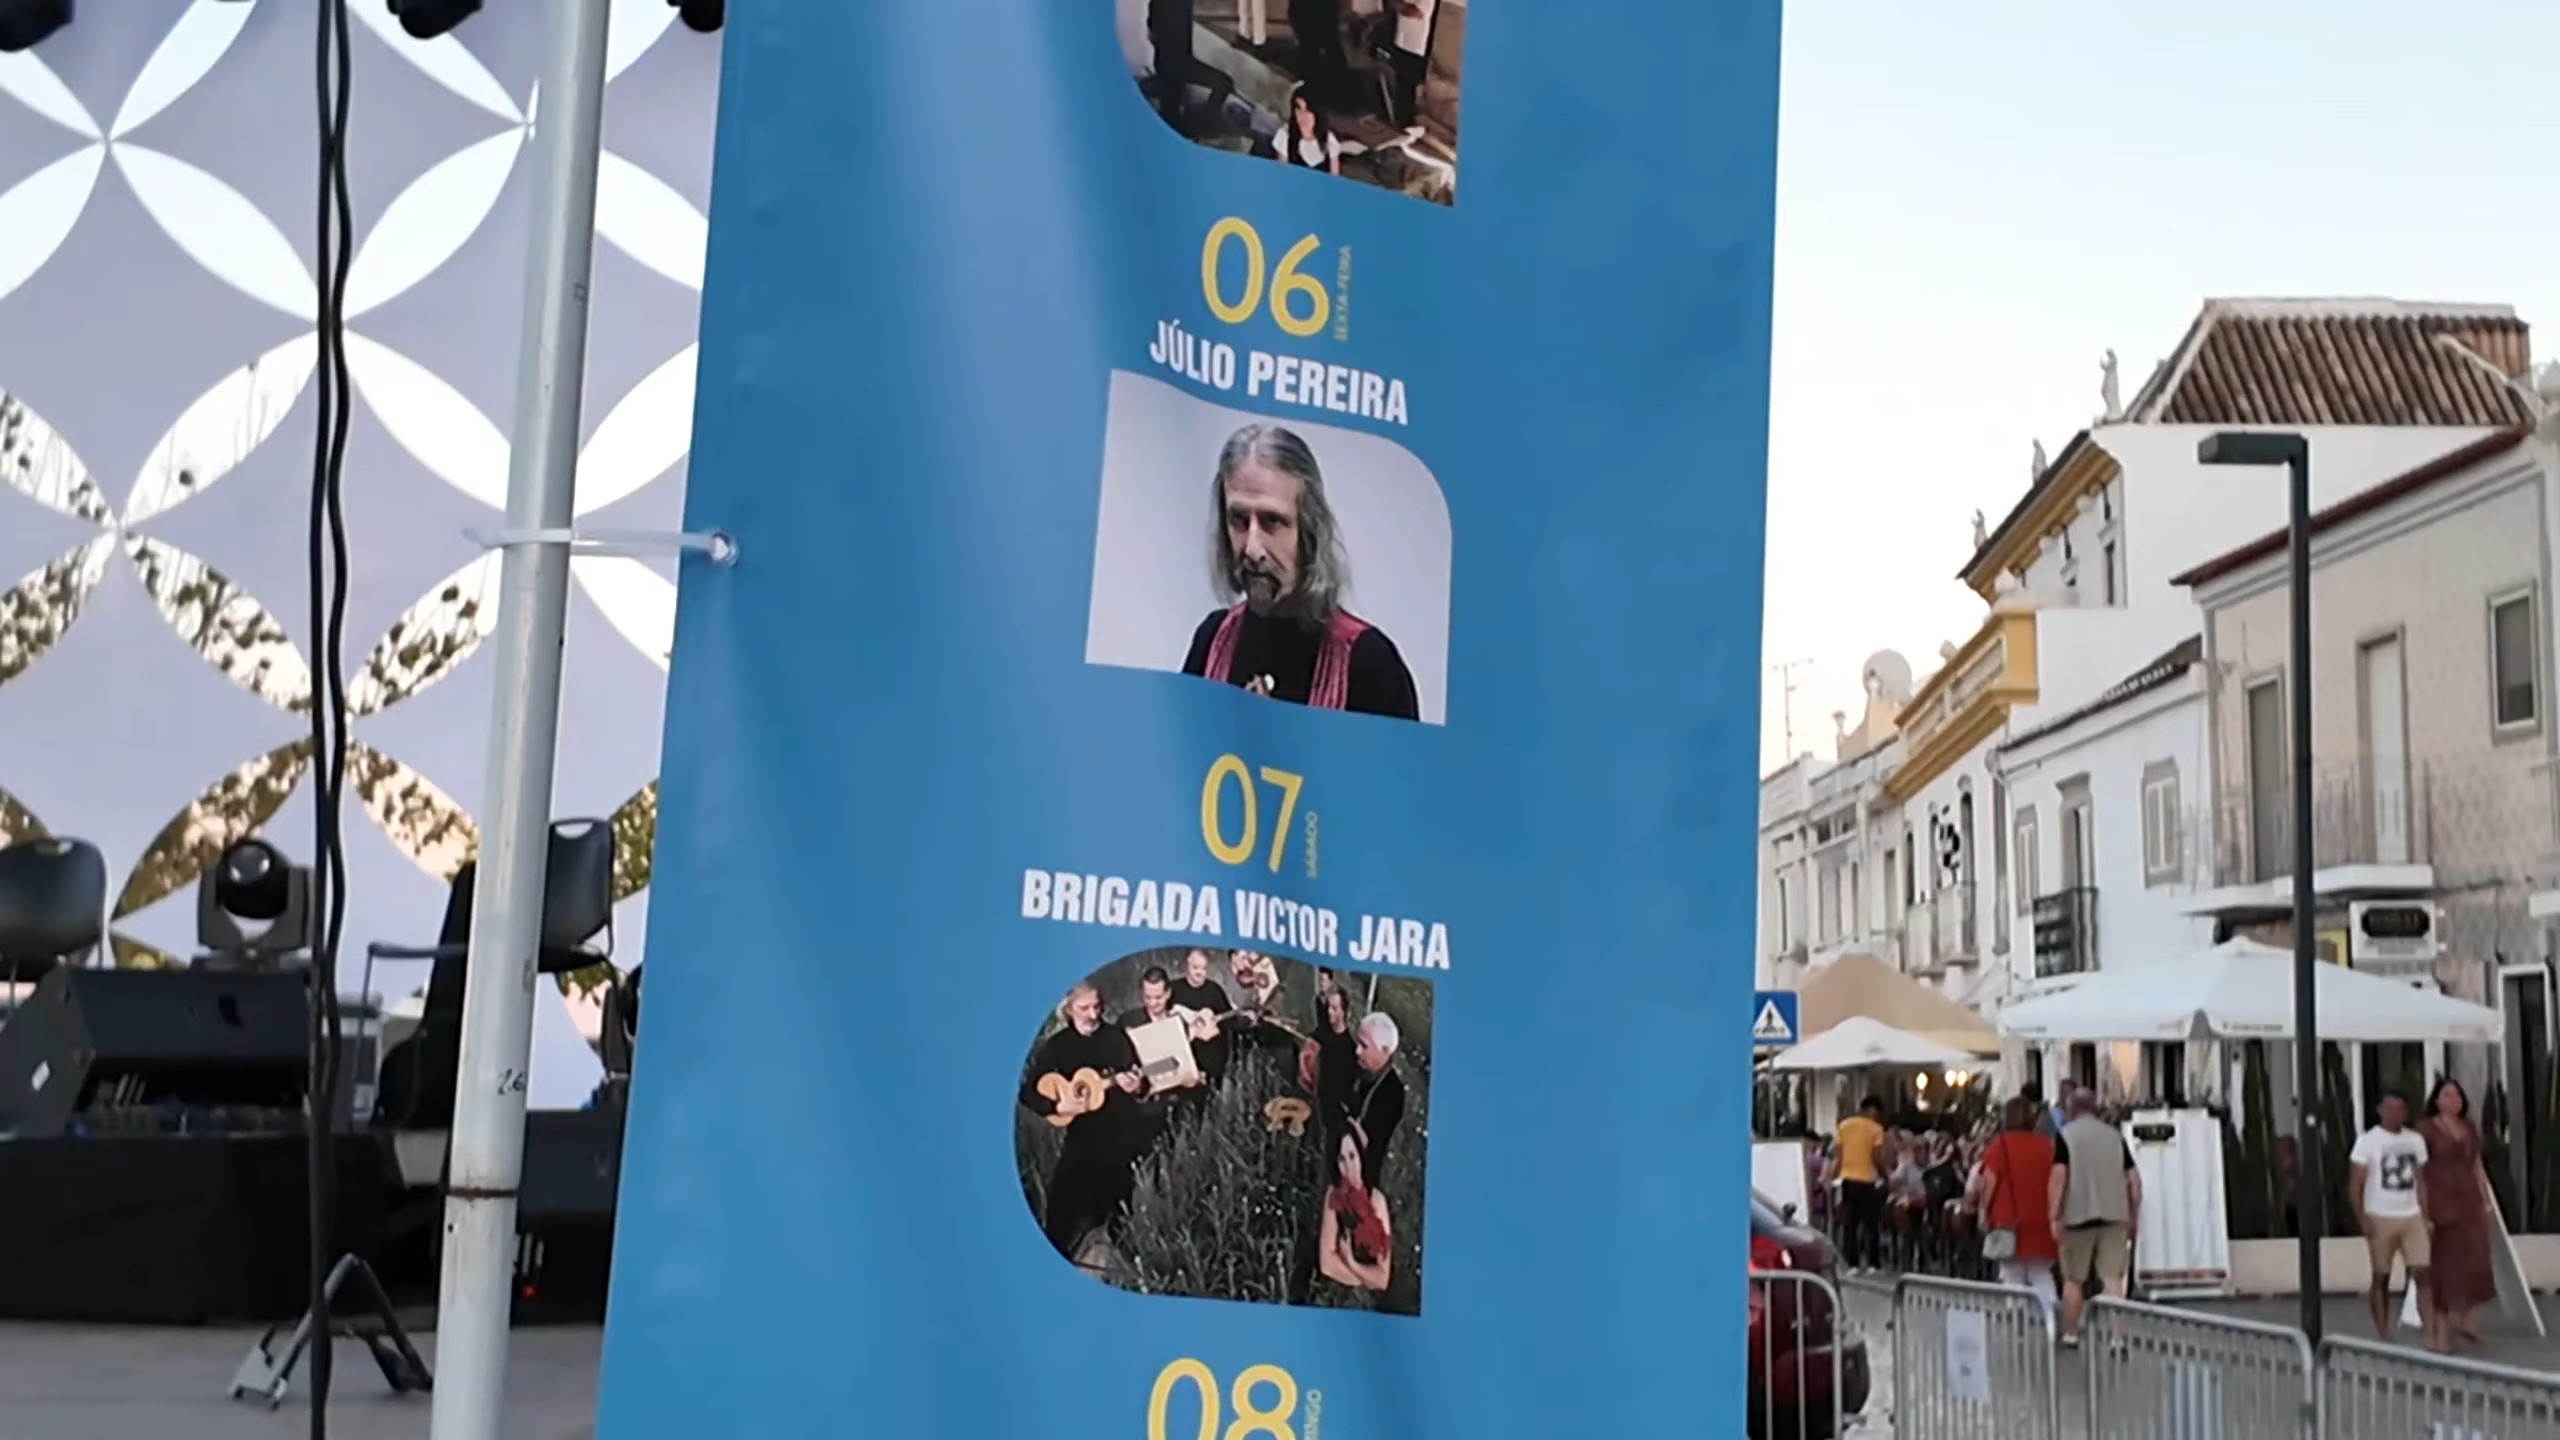 06
SEXTA-FEIRA
JÚLIO PEREIRA
07
SÁBADO
BRIGADA VICTOR JARA
08